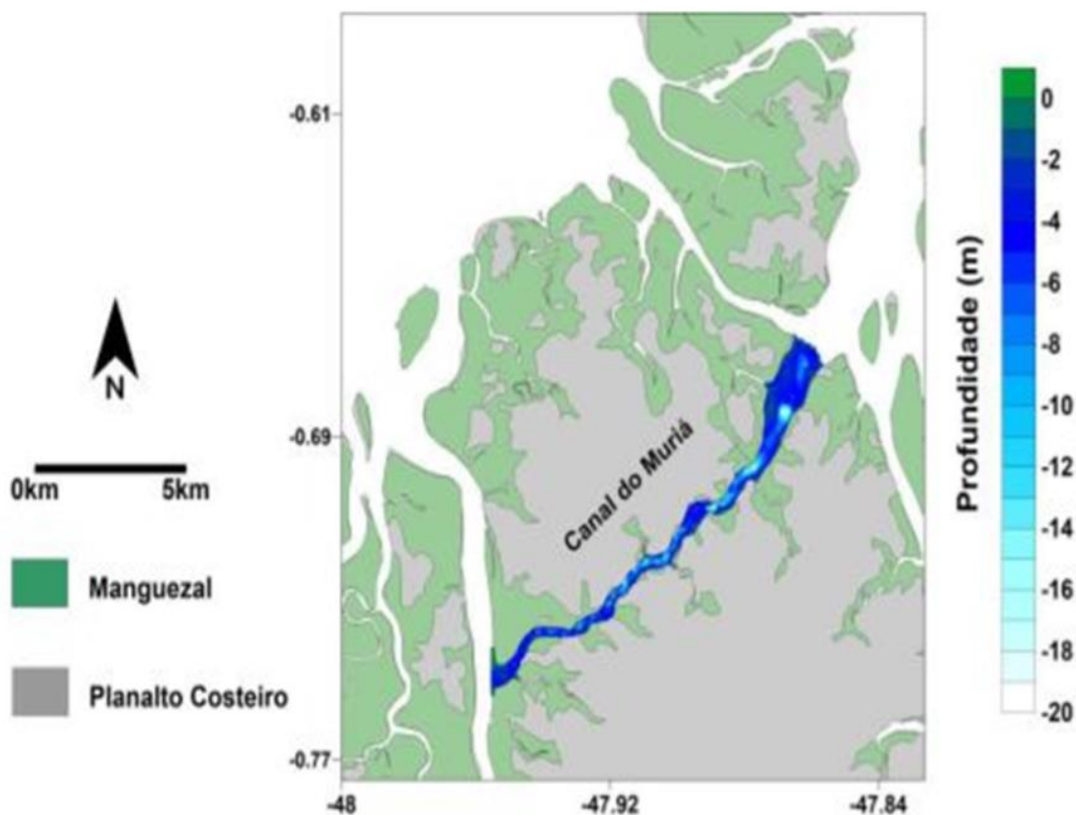 -0.61
-0.69
-0.77
-48
-47.92
-47.84
N
0km
5km
Manguezal
Planalto Costeiro
Canal do Muriá
Profundidade (m)
0
-2
-4
-6
-8
-10
-12
-14
-16
-18
-20